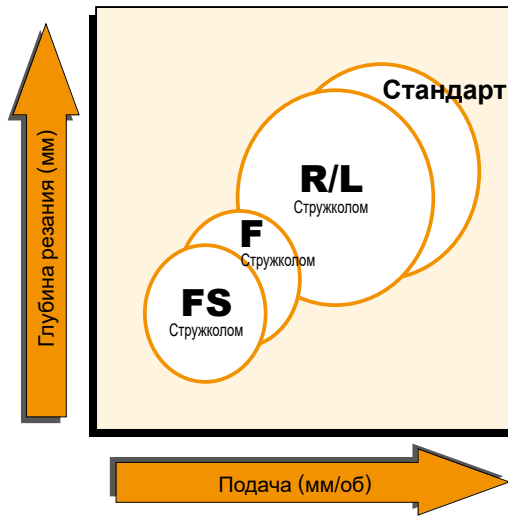 Глубина резания (мм)
Стандарт
R/L
Стружколом
F
Стружколом
FS
Стружколом
Подача (мм/об)